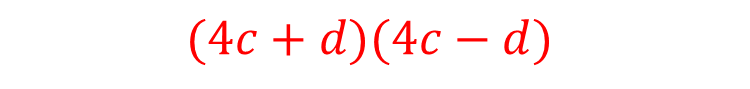 (4c + d)(4c − d)